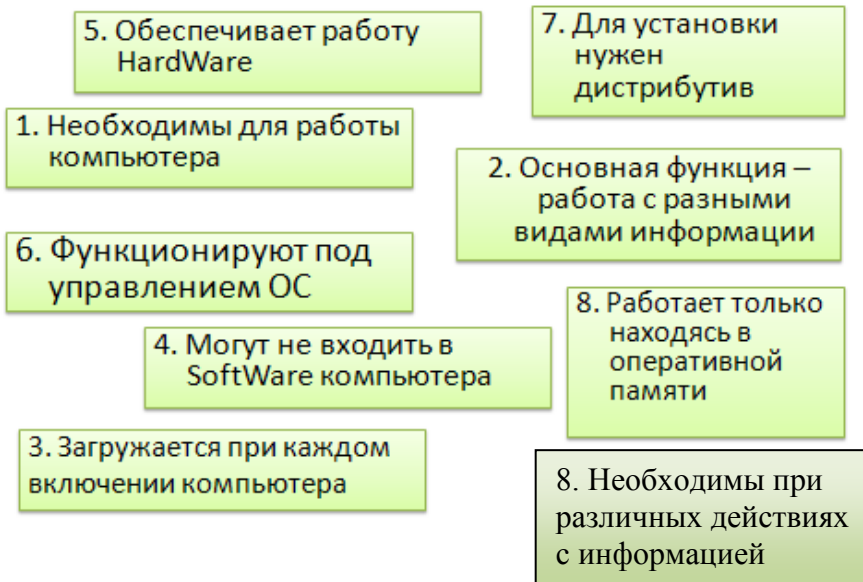 5. Обеспечивает работу
HardWare
7. Для установки
нужен
дистрибутив
1. Необходимы для работы
компьютера
2. Основная функция –
работа с разными
видами информации
6. Функционируют под
управлением ОС
8. Работает только
находясь в
оперативной
памяти
4. Могут не входить в
SoftWare компьютера
3. Загружается при каждом
включении компьютера
8. Необходимы при
различных действиях
с информацией